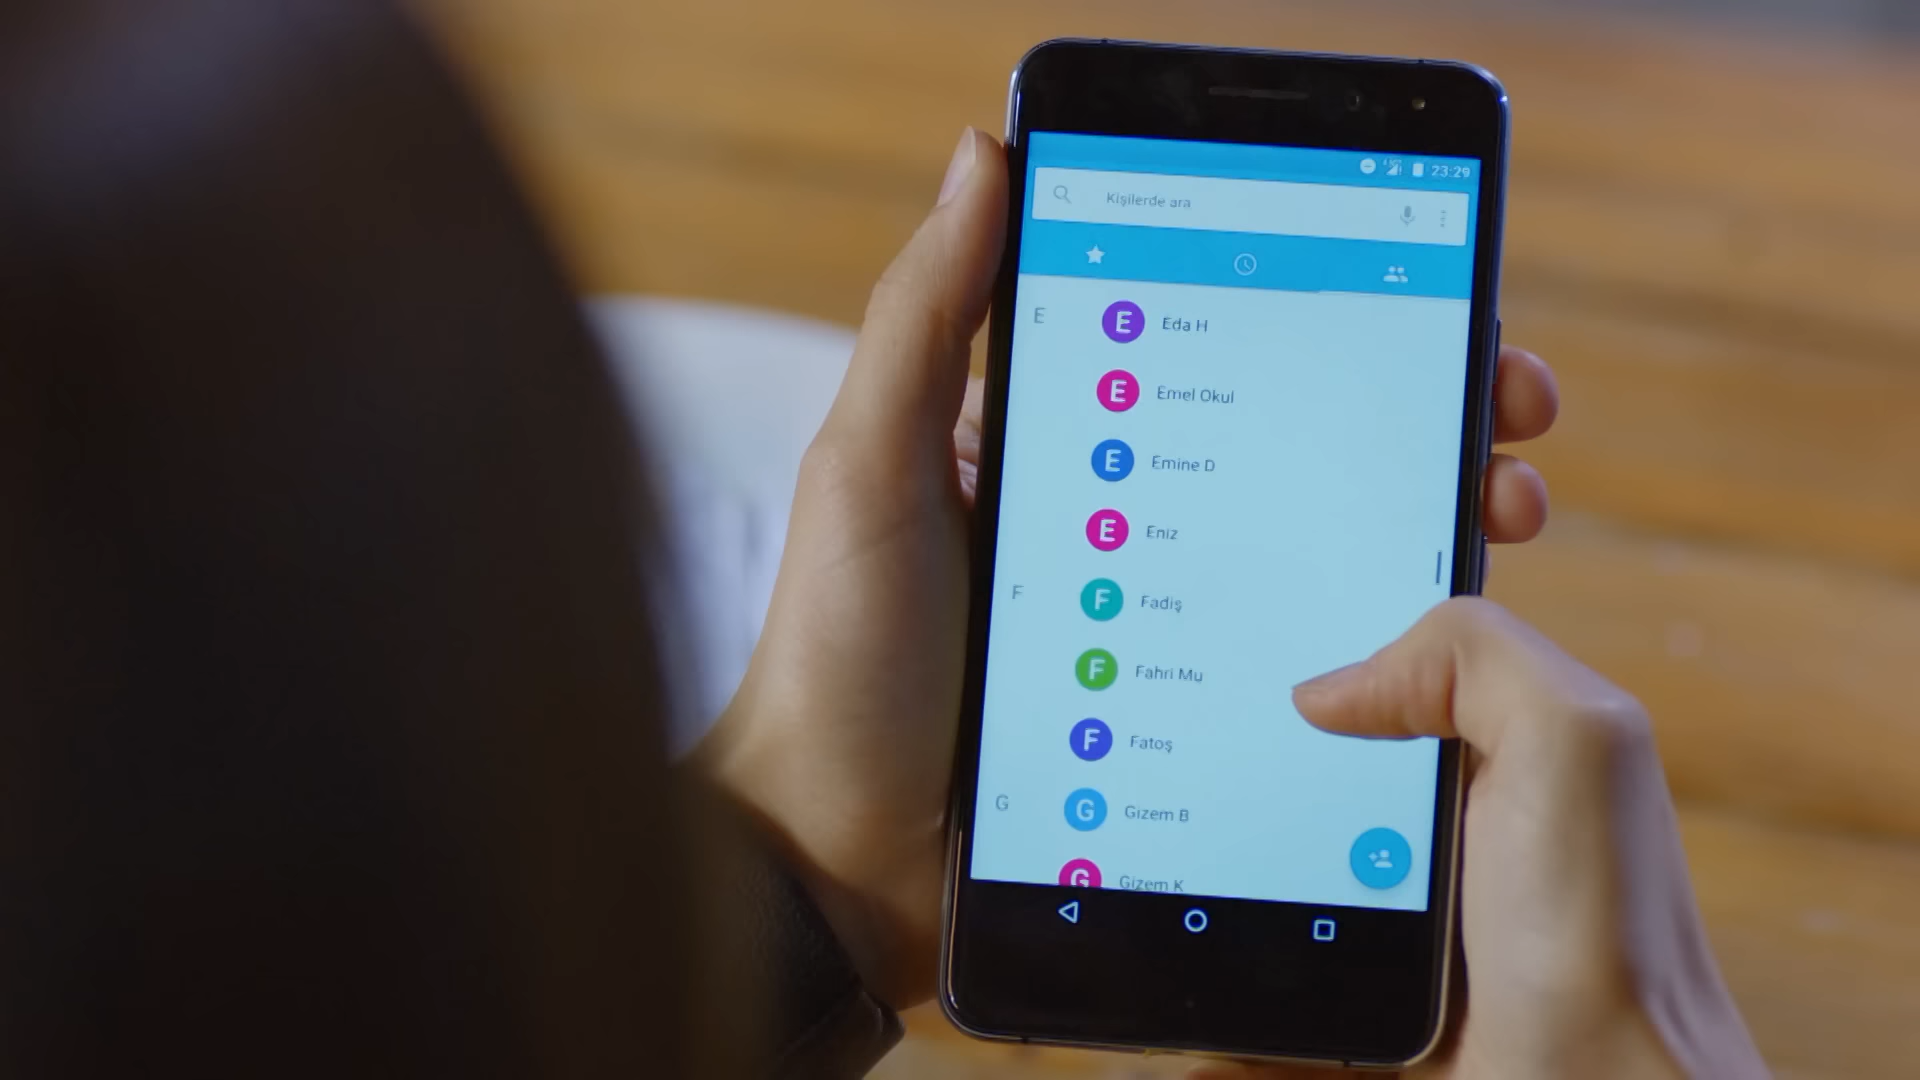 23:29
Kişilerde ara
E
E Eda H
E Emel Okul
E Emine D
E Eniz
F
F Fadiş
F Fahri Mu
F Fatoş
G
G Gizem B
G Gizem K